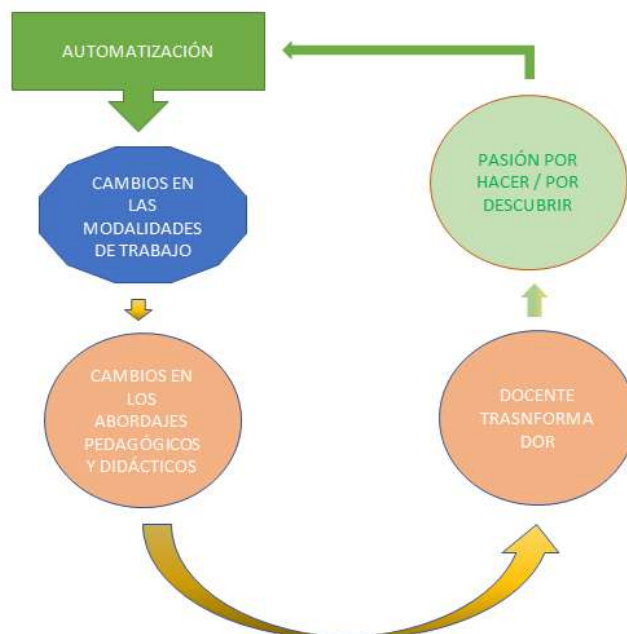 AUTOMATIZACIÓN
CAMBIOS EN
LAS
MODALIDADES
DE TRABAJO
CAMBIOS EN
LOS
ABORDAJES
PEDAGÓGICOS
Y DIDÁCTICOS
DOCENTE
TRASNFORMA
DOR
PASIÓN POR
HACER / POR
DESCUBRIR